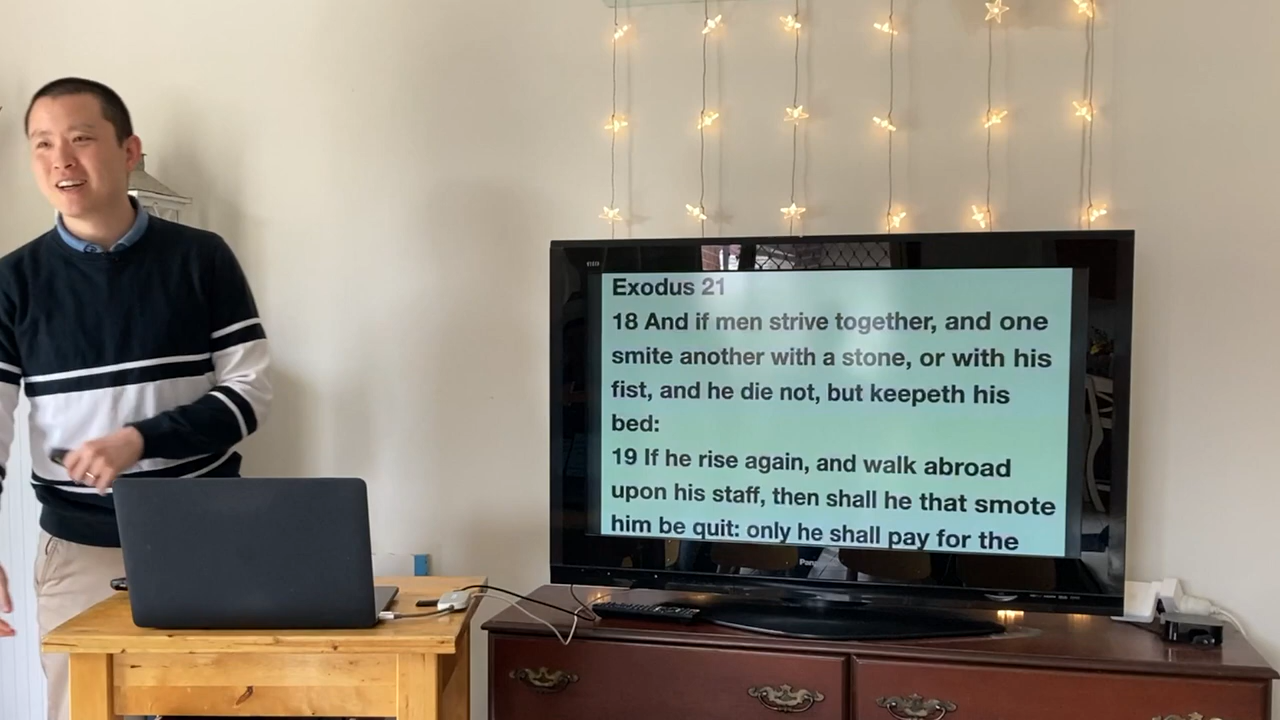 Exodus 21
18 And if men strive together, and one
smite another with a stone, or with his
fist, and he die not, but keepeth his
bed:
19 If he rise again, and walk abroad
upon his staff, then shall he that smote
him be quit: only he shall pay for the